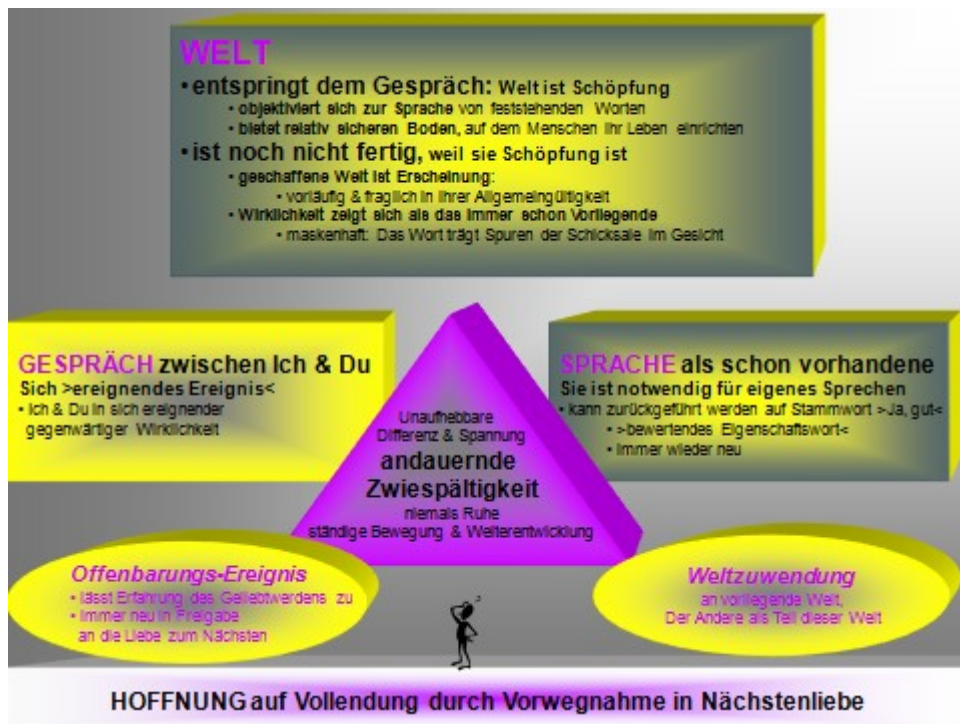 WELT
• entspringt dem Gespräch: Welt ist Schöpfung
• objektiviert sich zur Sprache von feststehenden Worten
• bietet relativ sicheren Boden, auf dem Menschen ihr Leben einrichten
• ist noch nicht fertig, weil sie Schöpfung ist
• geschaffene Welt ist Erscheinung:
• vorläufig & fraglich in ihrer Allgemeingültigkeit
• Wirklichkeit zeigt sich als das immer schon Vorliegende
• maskenhaft: Das Wort trägt Spuren der Schicksale im Gesicht
GESPRÄCH zwischen Ich & Du
Sich >ereignendes Ereignis<
• Ich & Du in sich ereignender
gegenwärtiger Wirklichkeit
Unaufhebbare
Differenz & Spannung
andauernde
Zwiespältigkeit
niemals Ruhe
ständige Bewegung & Weiterentwicklung
SPRACHE als schon vorhandene
Sie ist notwendig für eigenes Sprechen
• kann zurückgeführt werden auf Stammwort >Ja, gut<
• >bewertendes Eigenschaftswort<
• immer wieder neu
Offenbarungs-Ereignis
• lässt Erfahrung des Geliebtwerdens zu
• immer neu in Freigabe
an die Liebe zum Nächsten
Weltzuwendung
an vorliegende Welt,
Der Andere als Teil dieser Welt
HOFFNUNG auf Vollendung durch Vorwegnahme in Nächstenliebe